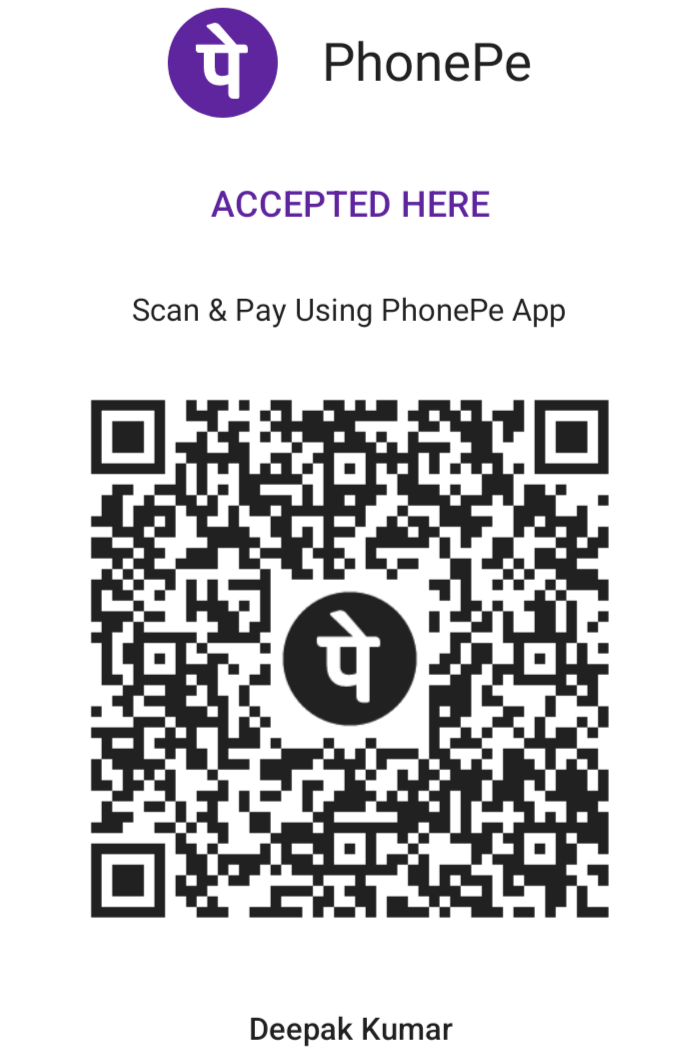 पे PhonePe
ACCEPTED HERE
Scan & Pay Using PhonePe App
पे
Deepak Kumar